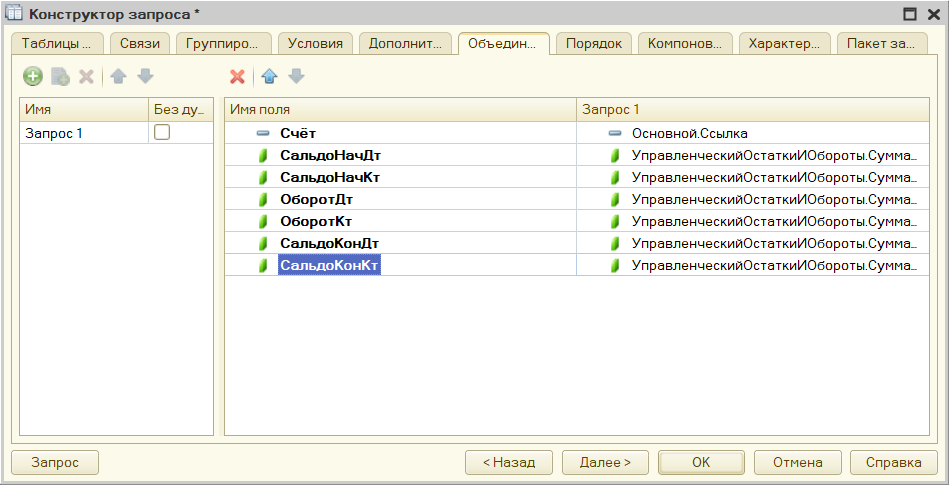 Конструктор запроса *
Таблицы ... Связи Группиро... Условия Дополнит... Объедин... Порядок Компонов... Характер... Пакет за...
Имя Без ду... Имя поля Запрос 1
Запрос 1 Счёт Основной.Ссылка
СальдоНачДт УправленческийОстаткиИОбороты.Сумма...
СальдоНачКт УправленческийОстаткиИОбороты.Сумма...
ОборотДт УправленческийОстаткиИОбороты.Сумма...
ОборотКт УправленческийОстаткиИОбороты.Сумма...
СальдоКонДт УправленческийОстаткиИОбороты.Сумма...
СальдоКонКт УправленческийОстаткиИОбороты.Сумма...
Запрос < Назад Далее > ОК Отмена Справка